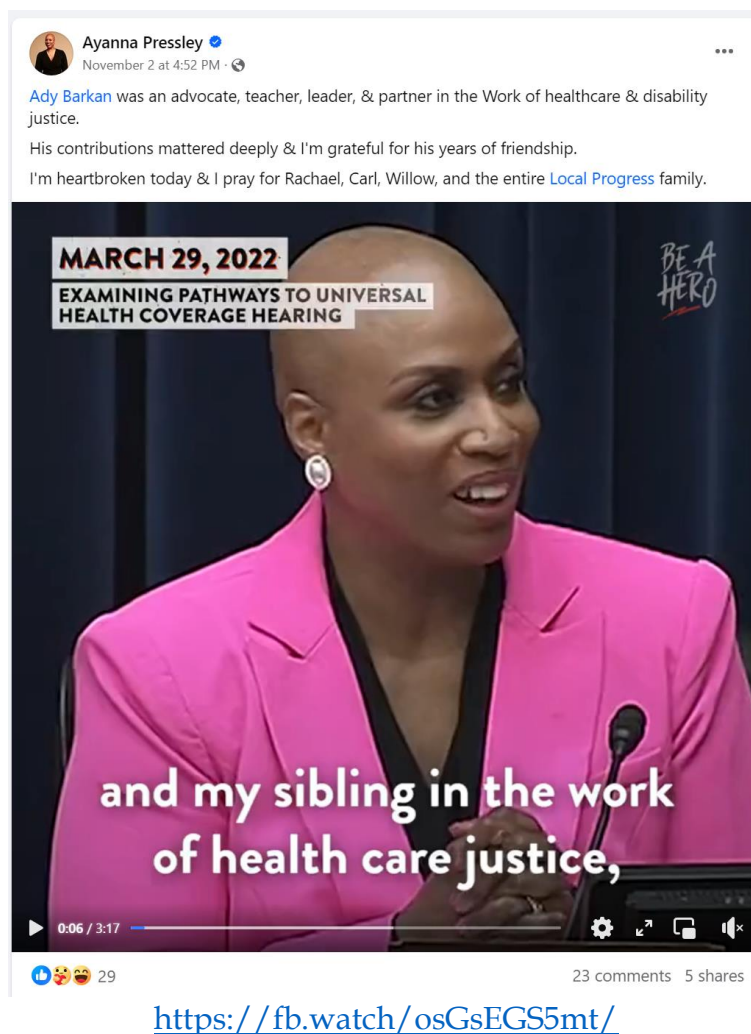 Ayanna Pressley
November 2 at 4:52 PM ·
Ady Barkan was an advocate, teacher, leader, & partner in the Work of healthcare & disability
justice.
His contributions mattered deeply & I'm grateful for his years of friendship.
I'm heartbroken today & I pray for Rachael, Carl, Willow, and the entire Local Progress family.
MARCH 29, 2022
EXAMINING PATHWAYS TO UNIVERSAL
HEALTH COVERAGE HEARING
BE A
HERO
and my sibling in the work
of health care justice,
0:06 / 3:17
29
23 comments 5 shares
https://fb.watch/osGsEGS5mt/